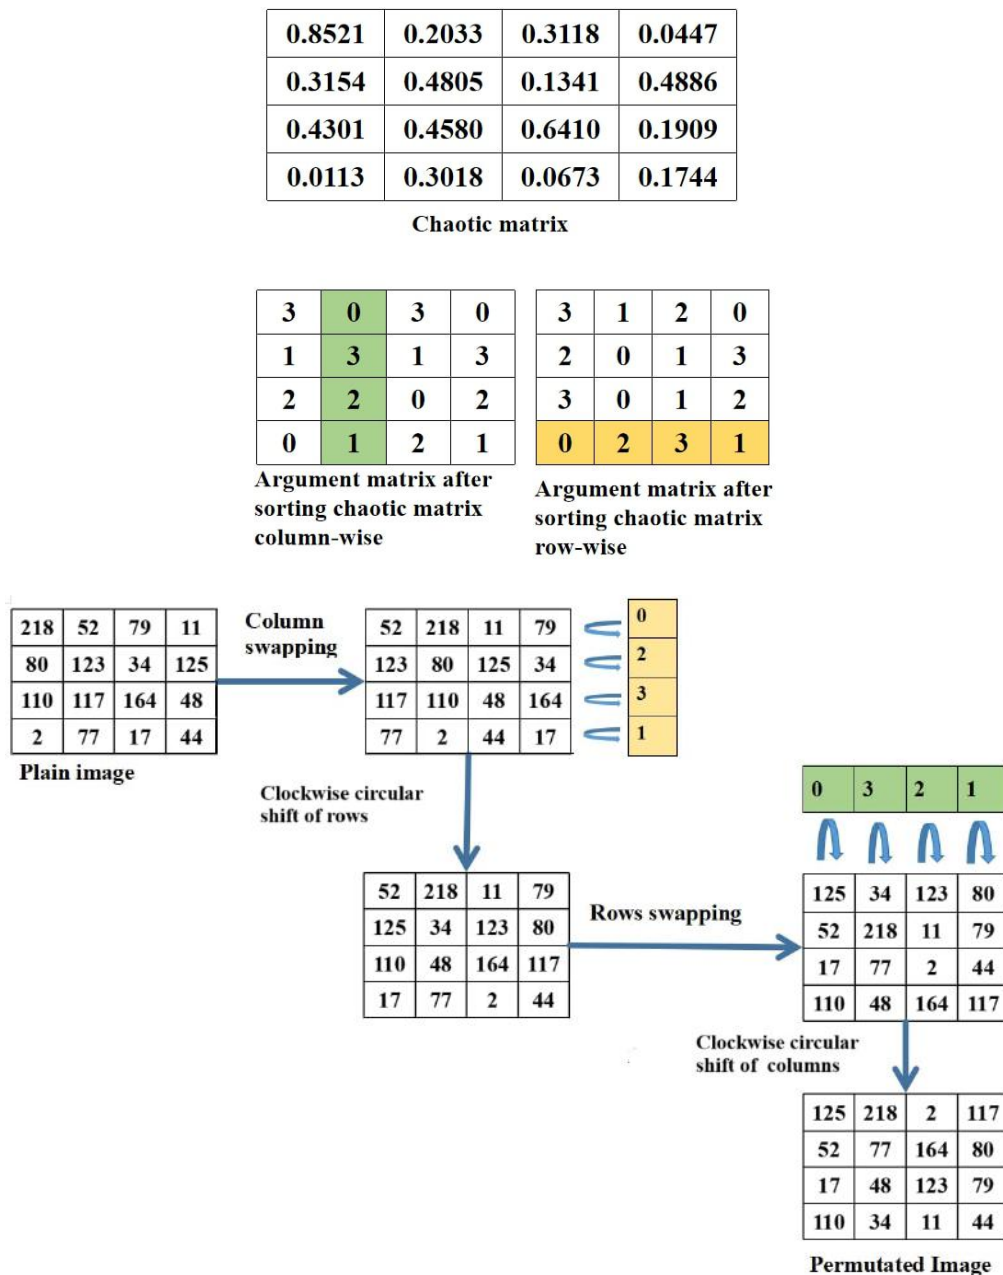 0.8521 0.2033 0.3118 0.0447
0.3154 0.4805 0.1341 0.4886
0.4301 0.4580 0.6410 0.1909
0.0113 0.3018 0.0673 0.1744
Chaotic matrix
3 0 3 0
1 3 1 3
2 2 0 2
0 1 2 1
Argument matrix after
sorting chaotic matrix
column-wise
3 1 2 0
2 0 1 3
3 0 1 2
0 2 3 1
Argument matrix after
sorting chaotic matrix
row-wise
218 52 79 11
80 123 34 125
110 117 164 48
2 77 17 44
Plain image
Column
swapping
52 218 11 79
123 80 125 34
117 110 48 164
77 2 44 17
0
2
3
1
Clockwise circular
shift of rows
52 218 11 79
125 34 123 80
110 48 164 117
17 77 2 44
Rows swapping
0 3 2 1
125 34 123 80
52 218 11 79
17 77 2 44
110 48 164 117
Clockwise circular
shift of columns
125 218 2 117
52 77 164 80
17 48 123 79
110 34 11 44
Permutated Image